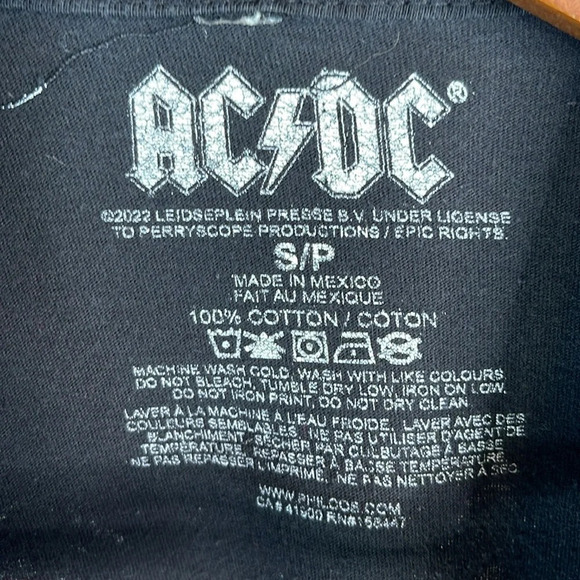 AC⚡DC®
©2022 LEIDSEPLEIN PRESSE B.V. UNDER LICENSE
TO PERRYSCOPE PRODUCTIONS / EPIC RIGHTS.
S/P
MADE IN MEXICO
FAIT AU MEXIQUE
100% COTTON / COTON
MACHINE WASH COLD, WASH WITH LIKE COLOURS
DO NOT BLEACH, TUMBLE DRY LOW, IRON ON LOW.
DO NOT IRON PRINT, DO NOT DRY CLEAN.
LAVER À LA MACHINE À L'EAU FROIDE, LAVER AVEC DES
COULEURS SEMBLABLES, NE PAS UTILISER D'AGENT DE
BLANCHIMENT, SÉCHER PAR CULBUTAGE À BASSE
TEMPÉRATURE, REPASSER À BASSE TEMPÉRATURE,
NE PAS REPASSER L'IMPRIMÉ, NE PAS NETTOYER À SEC
WWW.PHILCOS.COM
CA# 41900 RN#158447